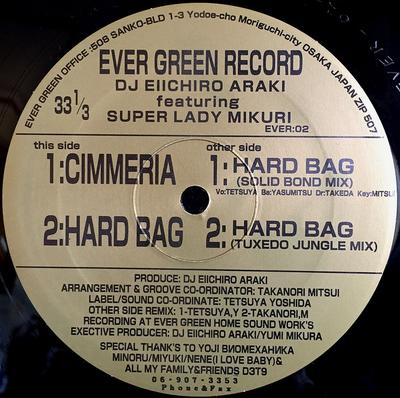 EVER GREEN OFFICE :508 SANKO-BLD 1-3 Yodoe-cho Moriguchi-city OSAKA JAPAN ZIP 507
EVER GREEN RECORD
DJ EIICHIRO ARAKI
33 1/3
featuring
SUPER LADY MIKURI
EVER:02
this side
1:CIMMERIA
2:HARD BAG
other side
1: HARD BAG
(SOLID BOND MIX)
Vo:TETSUYA Ba:YASUMITSU Dr:TAKEDA Key:MITSUI
2: HARD BAG
(TUXEDO JUNGLE MIX)
PRODUCE: DJ EIICHIRO ARAKI
ARRANGEMENT & GROOVE CO-ORDINATOR: TAKANORI MITSUI
LABEL/SOUND CO-ORDINATE: TETSUYA YOSHIDA
OTHER SIDE REMIX: 1-TETSUYA,Y 2-TAKANORI,M
RECORDING AT EVER GREEN HOME SOUND WORK'S
EXECTIVE PRODUCER: DJ EIICHIRO ARAKI/YUMI MIKURA
SPECIAL THANK'S TO YOJI ВИОМЕХАНИКА
MINORU/MIYUKI/NENE(I LOVE BABY)&
ALL MY FAMILY&FRIENDS D3T9
06-907-3353
Phone&Fax